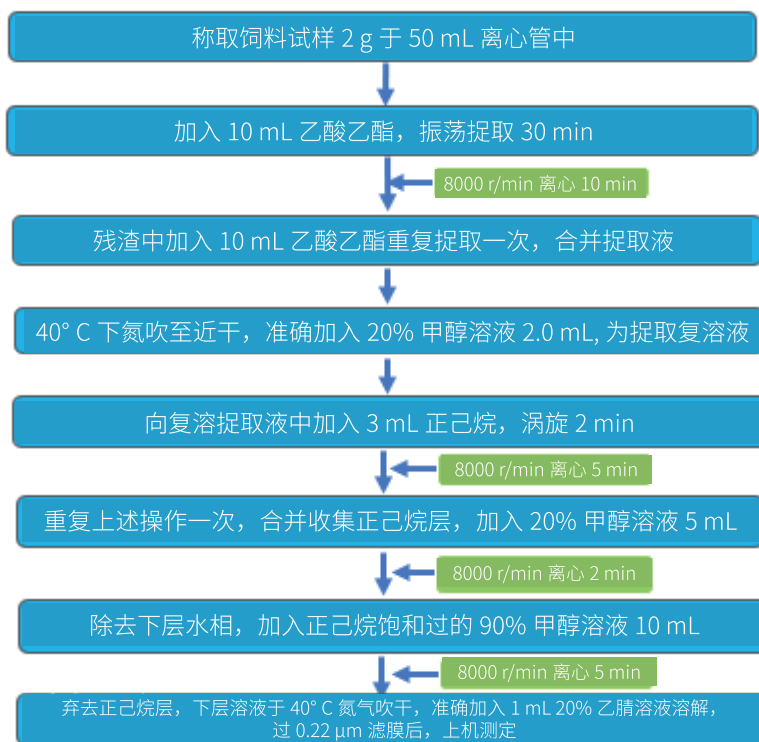 称取饲料试样 2 g 于 50 mL 离心管中
加入 10 mL 乙酸乙酯，振荡捉取 30 min
8000 r/min 离心 10 min
残渣中加入 10 mL 乙酸乙酯重复捉取一次，合并捉取液
40° C 下氮吹至近干，准确加入 20% 甲醇溶液 2.0 mL, 为捉取复溶液
向复溶捉取液中加入 3 mL 正己烷，涡旋 2 min
8000 r/min 离心 5 min
重复上述操作一次，合并收集正己烷层，加入 20% 甲醇溶液 5 mL
8000 r/min 离心 2 min
除去下层水相，加入正己烷饱和过的 90% 甲醇溶液 10 mL
8000 r/min 离心 5 min
弃去正己烷层，下层溶液于 40° C 氮气吹干，准确加入 1 mL 20% 乙腈溶液溶解，
过 0.22 µm 滤膜后，上机测定